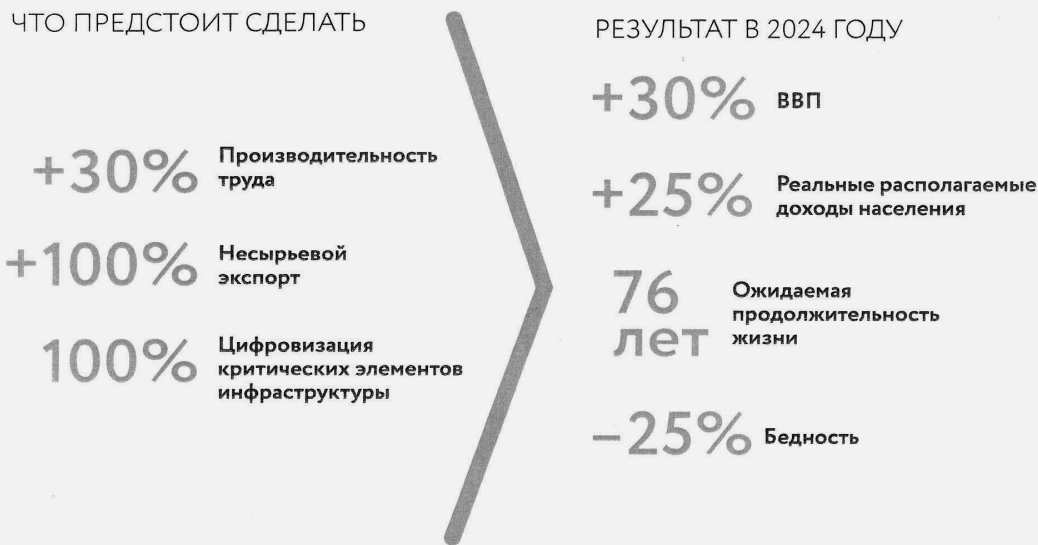 ЧТО ПРЕДСТОИТ СДЕЛАТЬ
+30% Производительность
труда
+100% Несырьевой
экспорт
100% Цифровизация
критических элементов
инфраструктуры
РЕЗУЛЬТАТ В 2024 ГОДУ
+30% ВВП
+25% Реальные располагаемые
доходы населения
76
лет
Ожидаемая
продолжительность
жизни
–25% Бедность